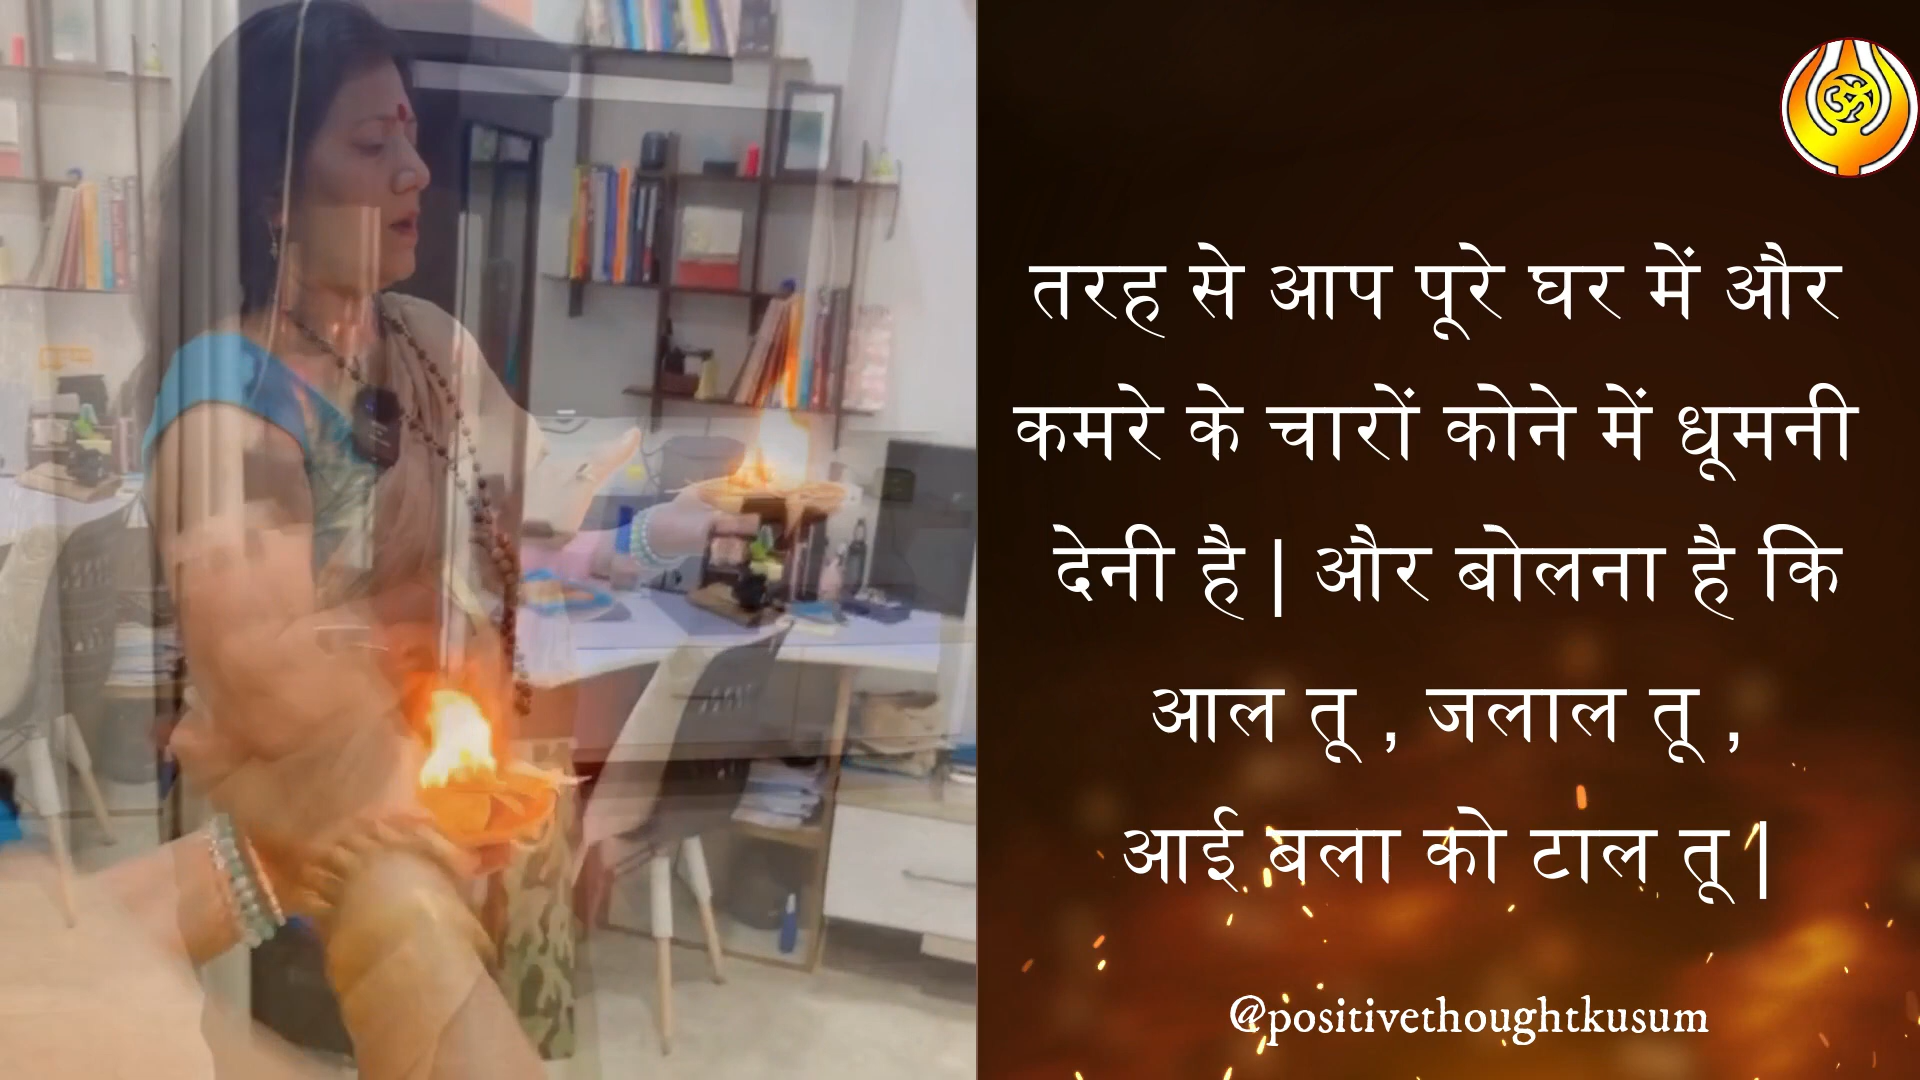 तरह से आप पूरे घर में और
कमरे के चारों कोने में धूमनी
देनी है | और बोलना है कि
आल तू , जलाल तू ,
आई बला को टाल तू |
@positivethoughtkusum
ॐ